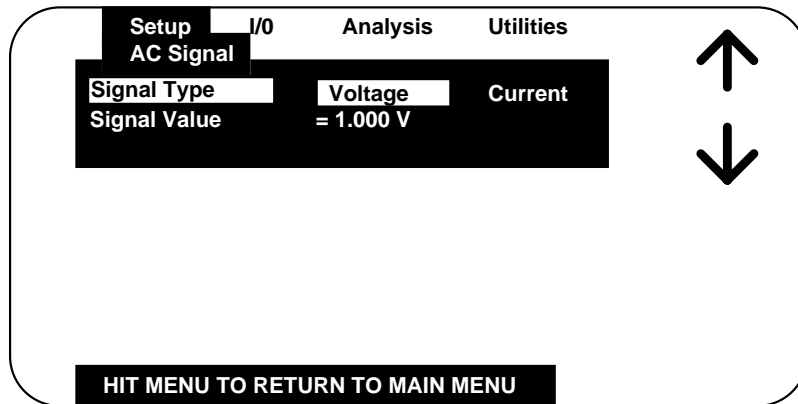 Setup I/0 Analysis Utilities
AC Signal
Signal Type Voltage Current
Signal Value = 1.000 V
HIT MENU TO RETURN TO MAIN MENU